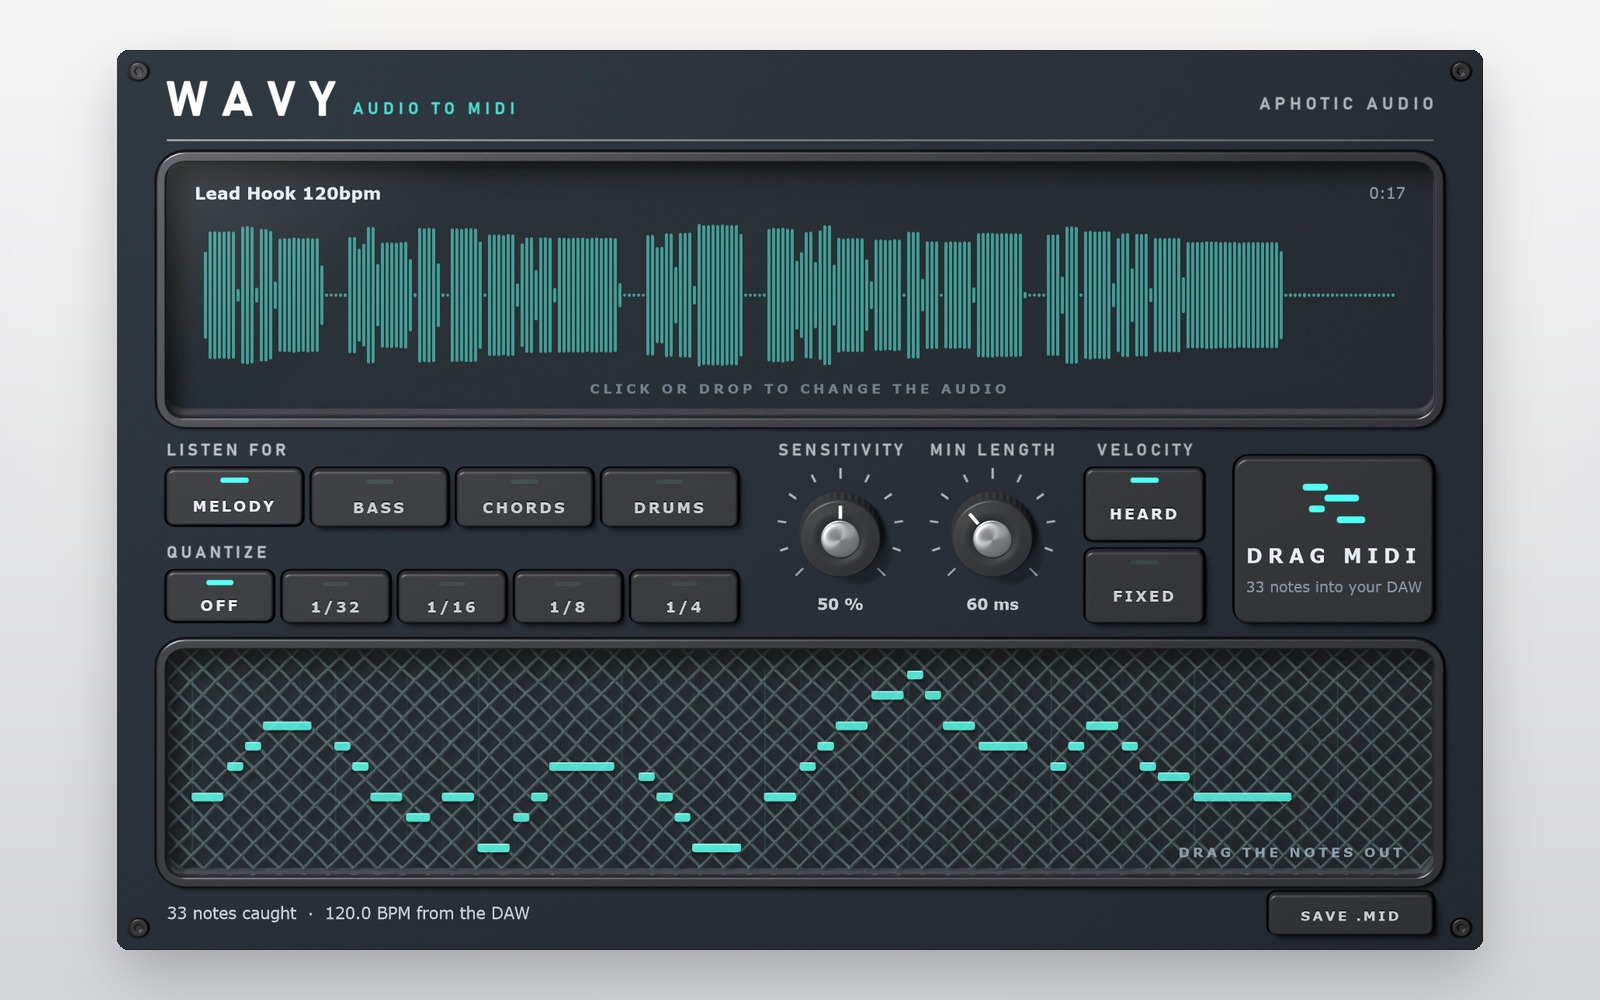 WAVY AUDIO TO MIDI
APHOTIC AUDIO
Lead Hook 120bpm
0:17
CLICK OR DROP TO CHANGE THE AUDIO
LISTEN FOR
MELODY
BASS
CHORDS
DRUMS
QUANTIZE
OFF
1/32
1/16
1/8
1/4
SENSITIVITY
50 %
MIN LENGTH
60 ms
VELOCITY
HEARD
FIXED
DRAG MIDI
33 notes into your DAW
DRAG THE NOTES OUT
33 notes caught · 120.0 BPM from the DAW
SAVE .MID